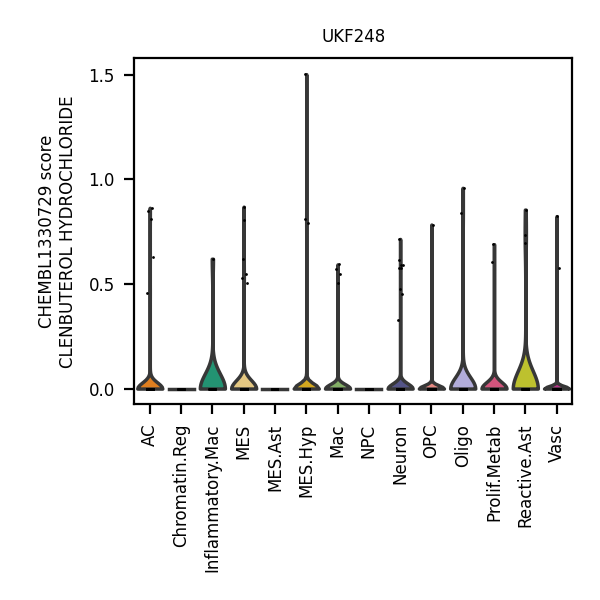 UKF248
CHEMBL1330729 score
CLENBUTEROL HYDROCHLORIDE
1.5
1.0
0.5
0.0
AC
Chromatin.Reg
Inflammatory.Mac
MES
MES.Ast
MES.Hyp
Mac
NPC
Neuron
OPC
Oligo
Prolif.Metab
Reactive.Ast
Vasc